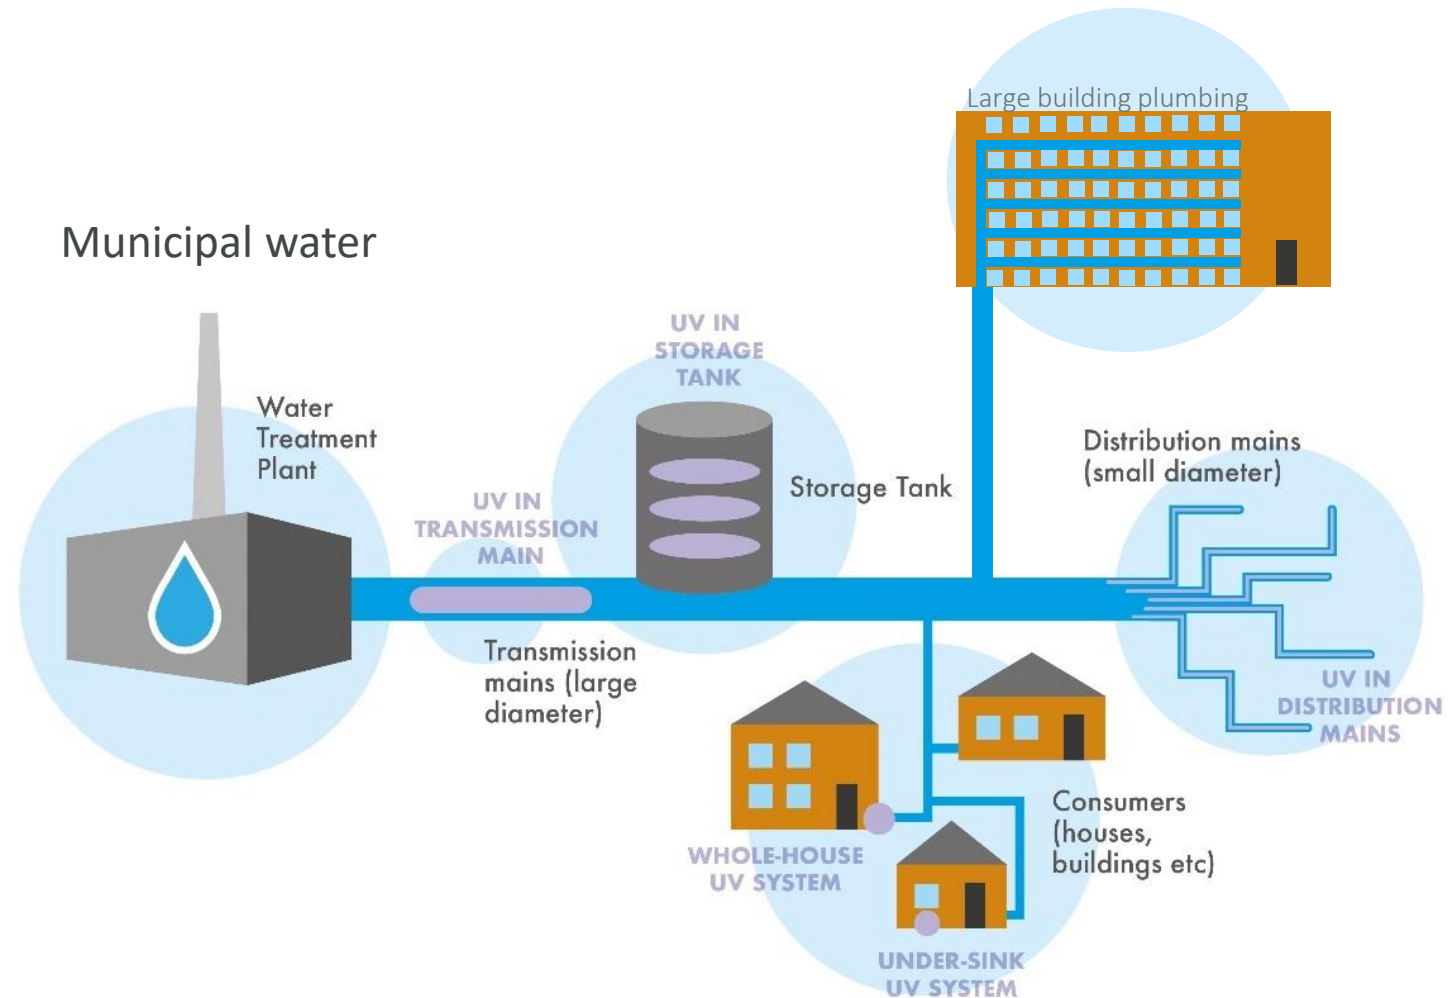 Large building plumbing
Municipal water
UV IN
STORAGE
TANK
Water
Treatment
Plant
Distribution mains
(small diameter)
Storage Tank
UV IN
TRANSMISSION
MAIN
Transmission
mains (large
diameter)
UV IN
DISTRIBUTION
MAINS
Consumers
(houses,
buildings etc)
WHOLE-HOUSE
UV SYSTEM
UNDER-SINK
UV SYSTEM